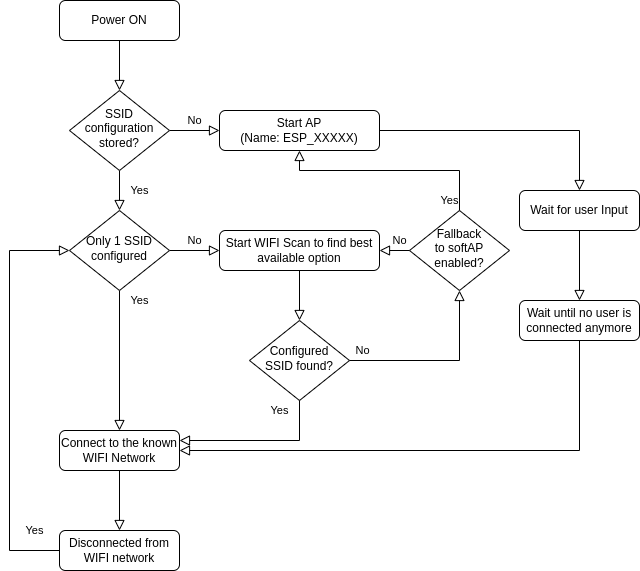 Power ON
SSID
configuration
stored?
No
Start AP
(Name: ESP_XXXXX)
Yes
Yes
Wait for user Input
Only 1 SSID
configured
No
Start WIFI Scan to find best
available option
No
Fallback
to softAP
enabled?
Yes
Wait until no user is
connected anymore
Configured
SSID found?
No
Yes
Connect to the known
WIFI Network
Yes
Disconnected from
WIFI network